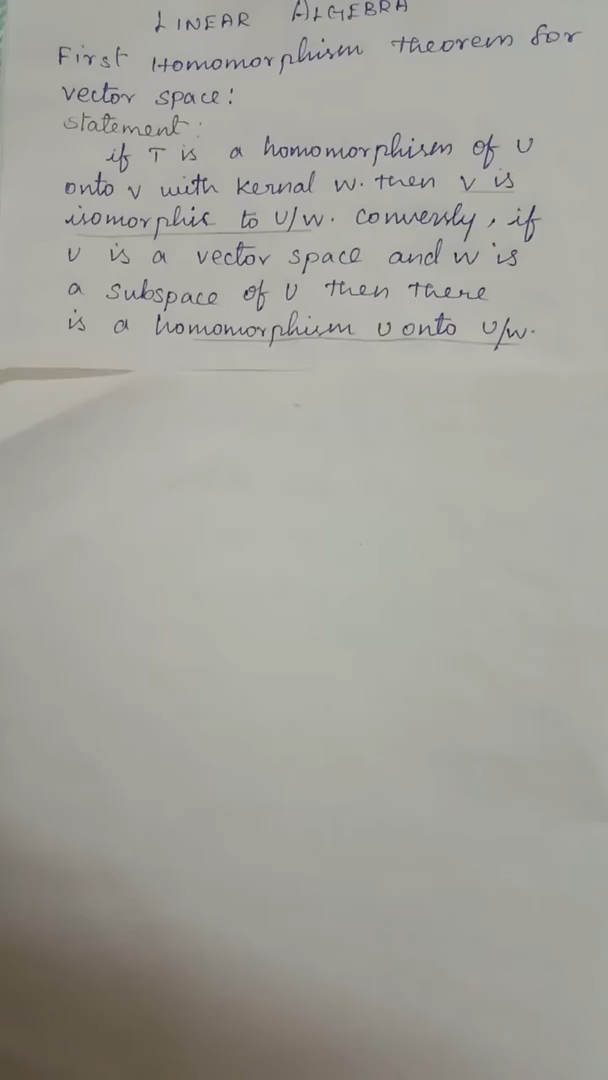 LINEAR ALGEBRA
First Homomorphism theorem for
vector space:
statement:
if T is a homomorphism of U
onto V with kernal W. then V is
isomorphic to U/W. conversly, if
U is a vector space and W is
a subspace of U then there
is a homomorphism U onto U/W.